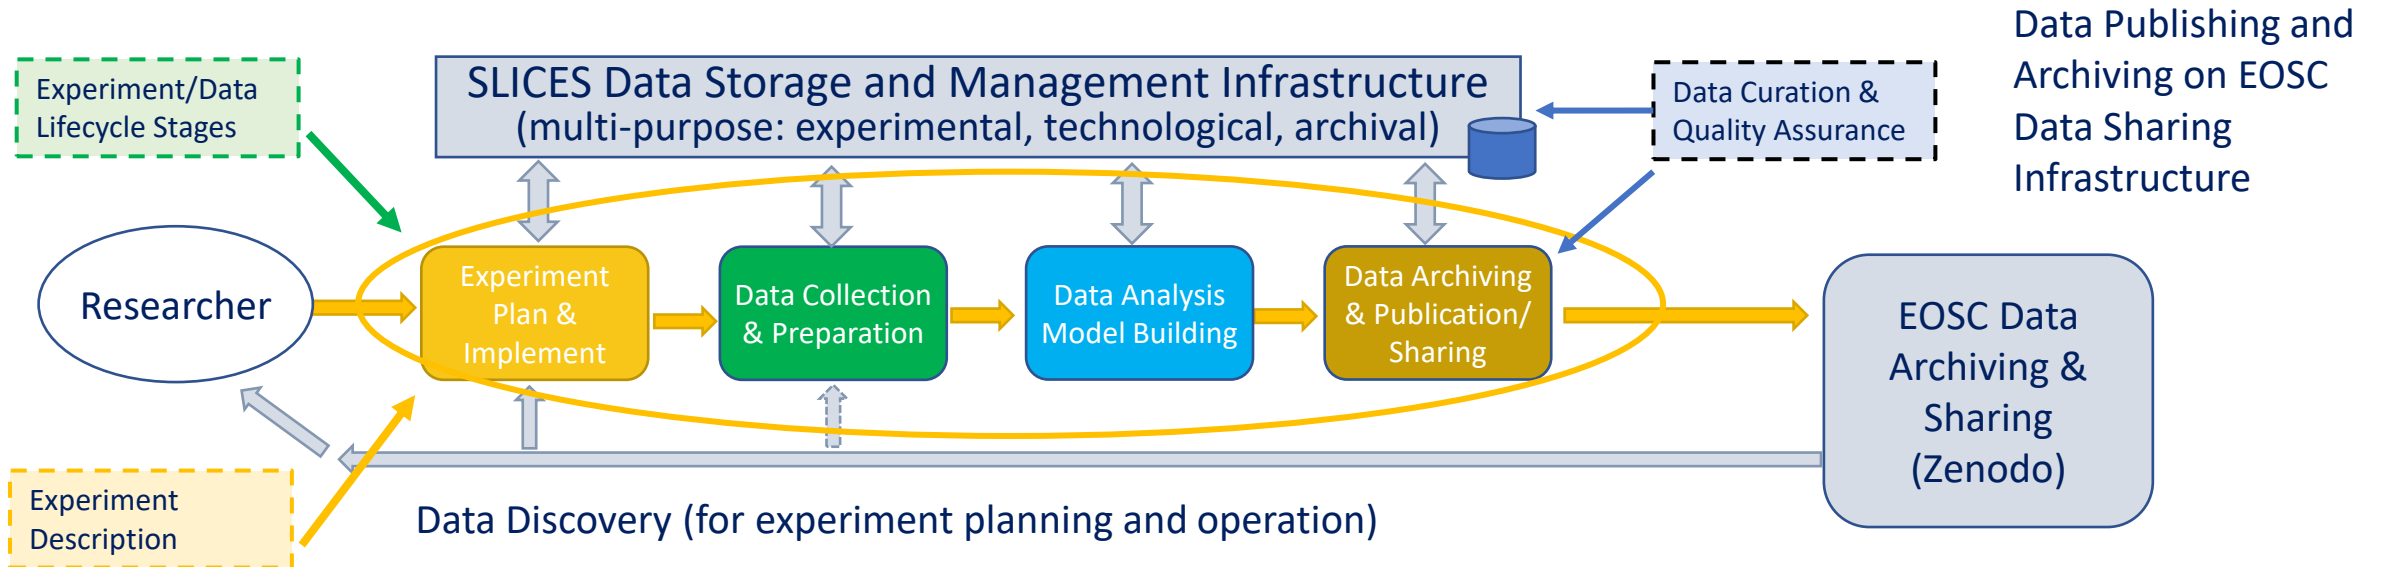 Data Publishing and
Archiving on EOSC
Data Sharing
Infrastructure
Experiment/Data
Lifecycle Stages
SLICES Data Storage and Management Infrastructure
(multi-purpose: experimental, technological, archival)
Data Curation &
Quality Assurance
Researcher
Experiment
Plan &
Implement
Data Collection
& Preparation
Data Analysis
Model Building
Data Archiving
& Publication/
Sharing
EOSC Data
Archiving &
Sharing
(Zenodo)
Experiment
Description
Data Discovery (for experiment planning and operation)